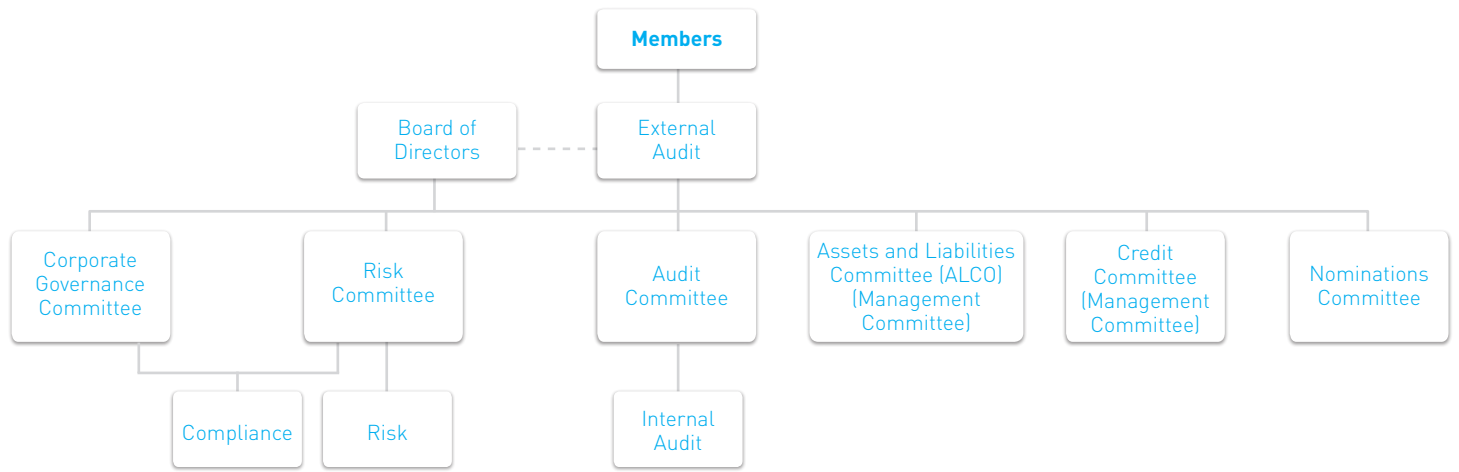 Members
Board of
Directors
External
Audit
Corporate
Governance
Committee
Risk
Committee
Audit
Committee
Assets and Liabilities
Committee (ALCO)
(Management
Committee)
Credit
Committee
(Management
Committee)
Nominations
Committee
Compliance
Risk
Internal
Audit